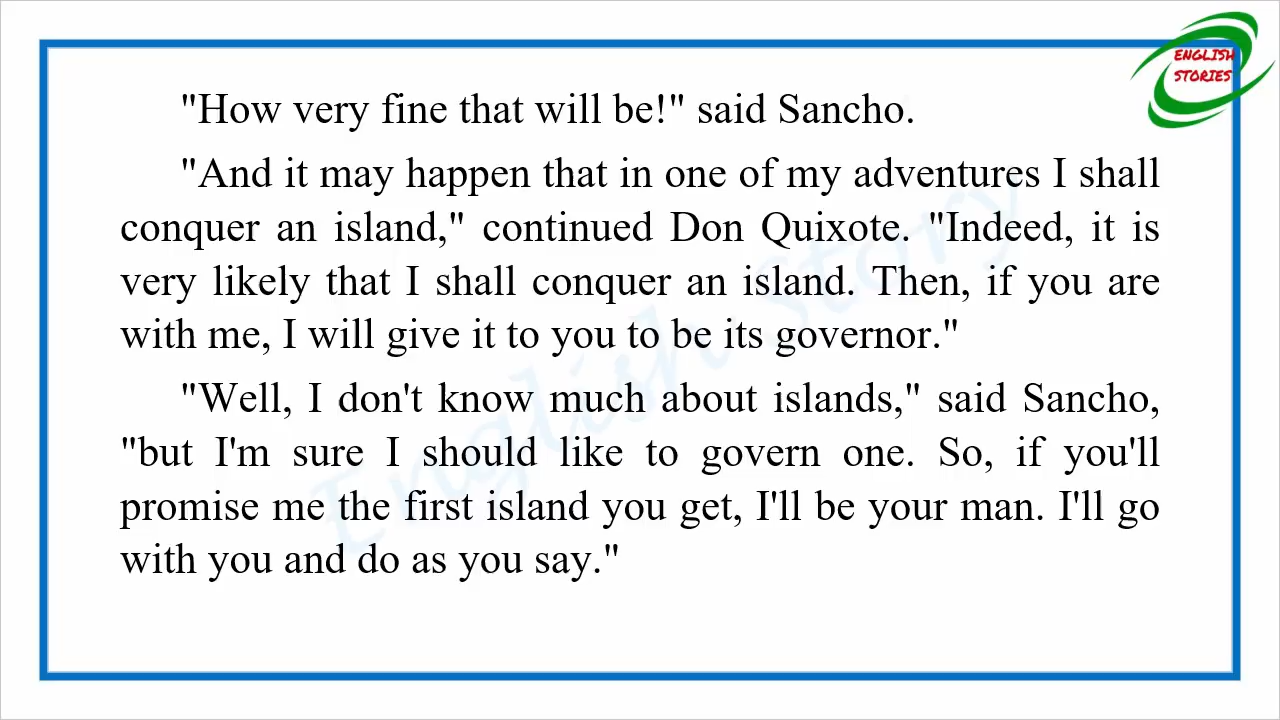 ENGLISH
STORIES
"How very fine that will be!" said Sancho.
"And it may happen that in one of my adventures I shall
conquer an island," continued Don Quixote. "Indeed, it is
very likely that I shall conquer an island. Then, if you are
with me, I will give it to you to be its governor."
"Well, I don't know much about islands," said Sancho,
"but I'm sure I should like to govern one. So, if you'll
promise me the first island you get, I'll be your man. I'll go
with you and do as you say."
English Story